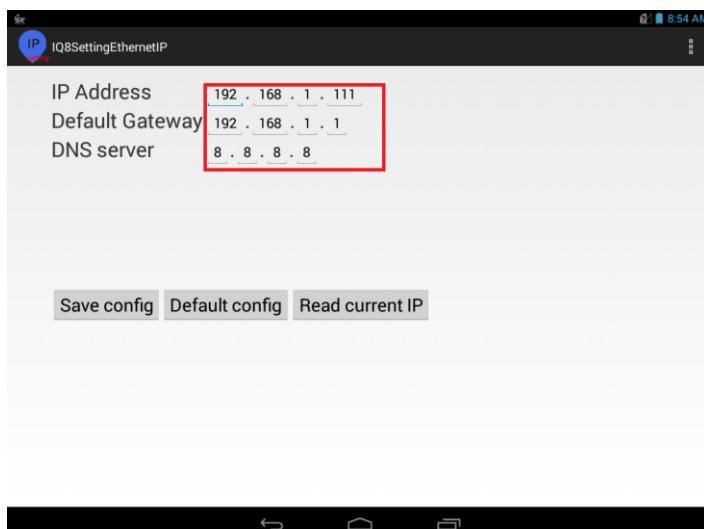 8:54 AM
IP IQ8SettingEthernetIP
IP Address 192 . 168 . 1 . 111
Default Gateway 192 . 168 . 1 . 1
DNS server 8 . 8 . 8 . 8
Save config Default config Read current IP